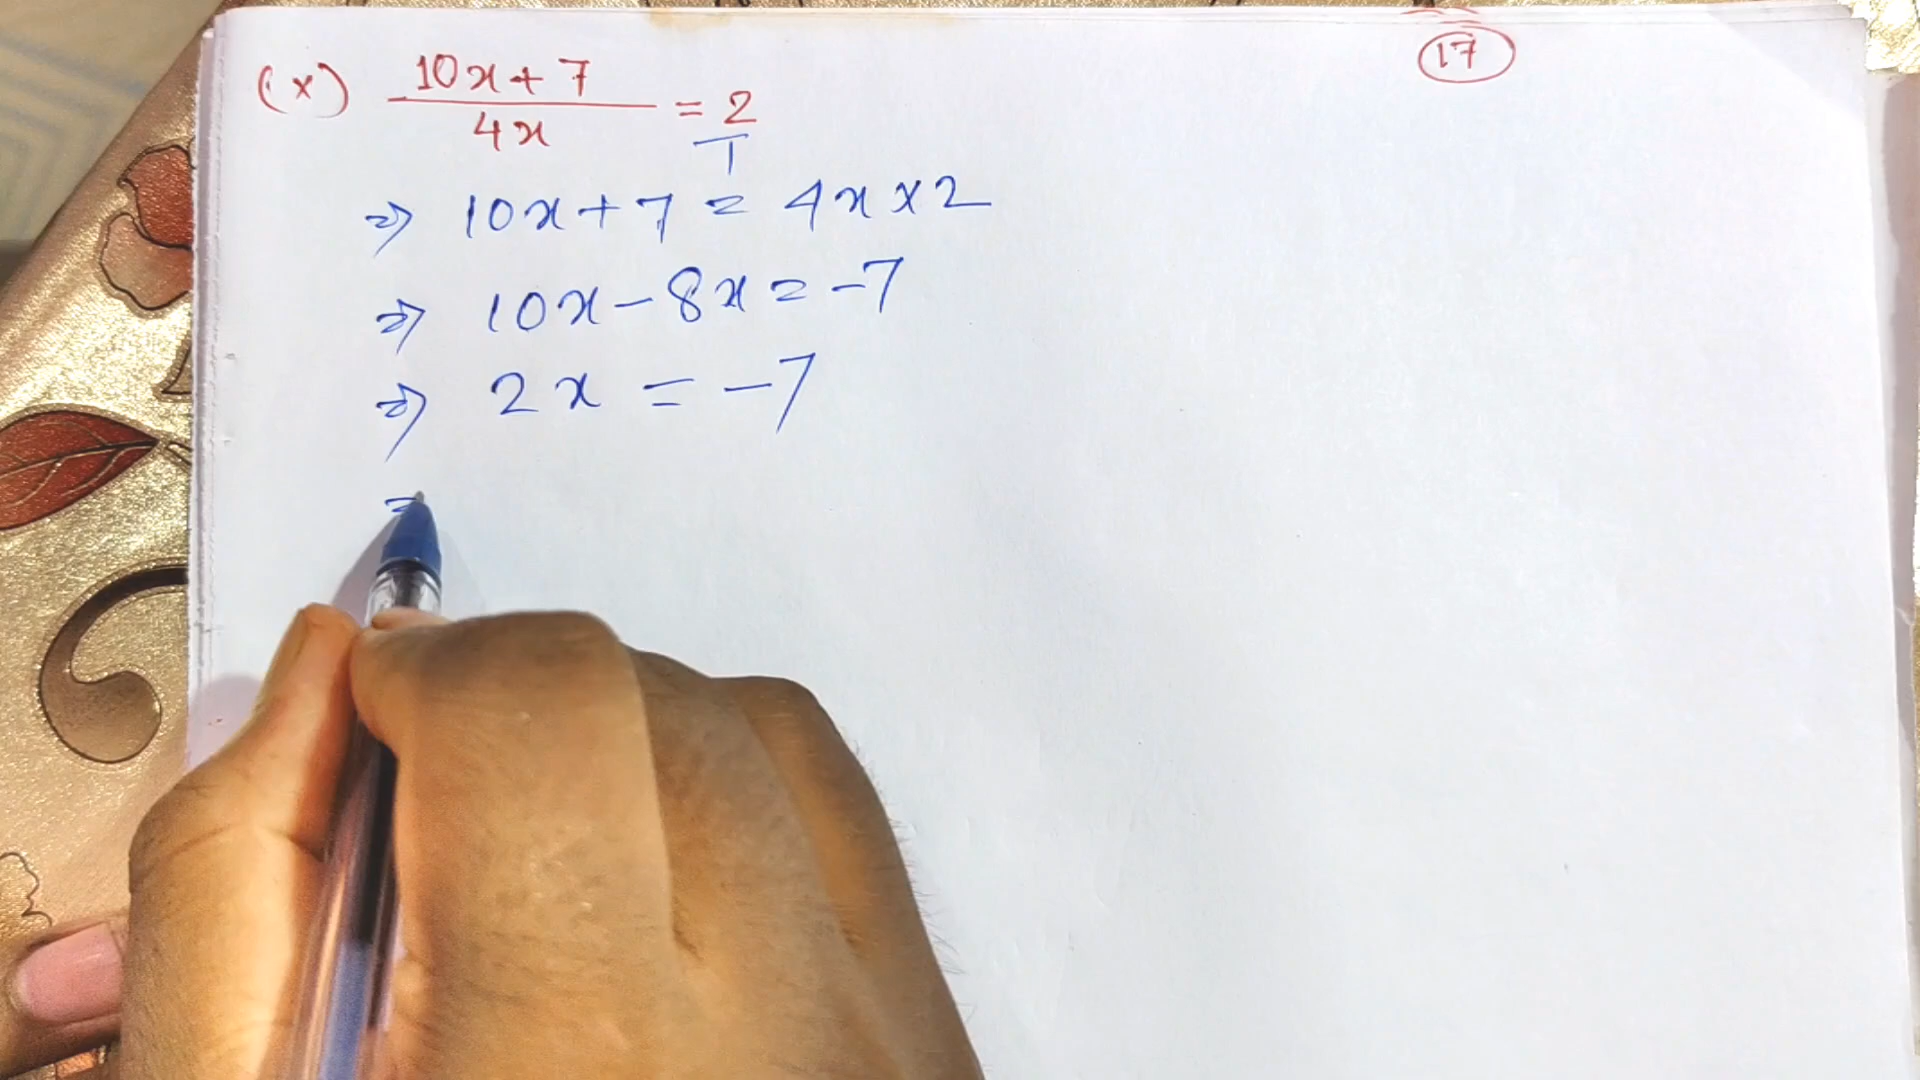 17
(x) 10x+7/4x = 2/1
⇒ 10x+7 = 4x×2
⇒ 10x-8x=-7
⇒ 2x = -7
=